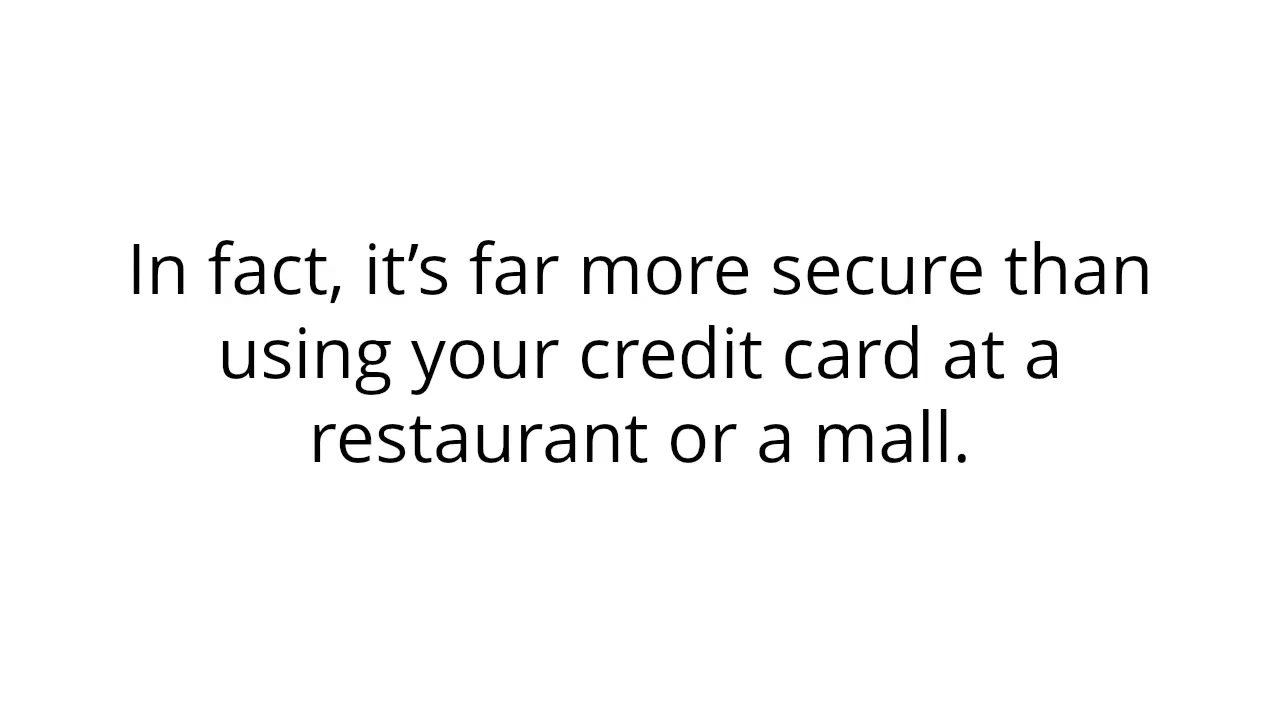 In fact, it’s far more secure than
using your credit card at a
restaurant or a mall.